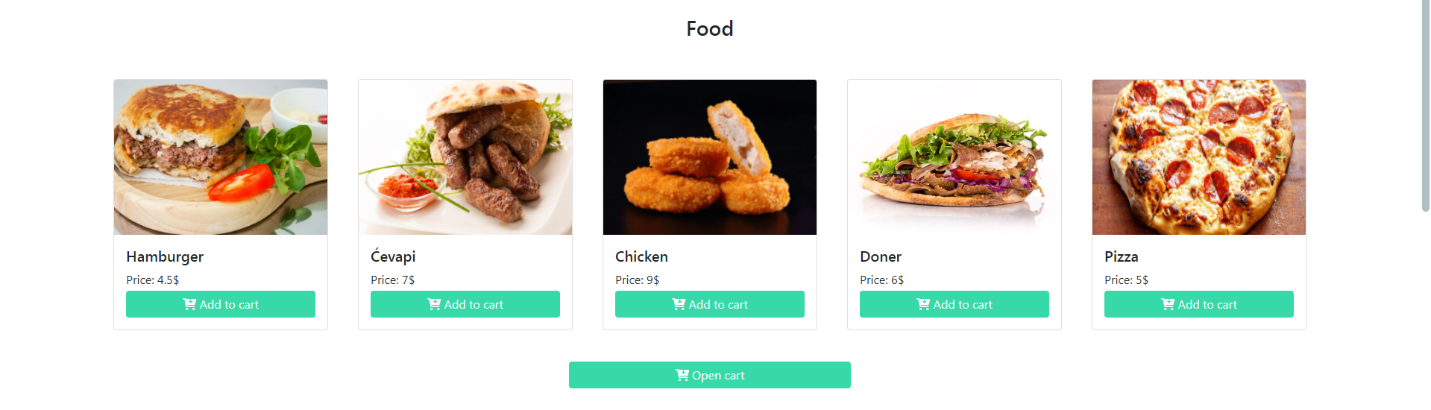 Food
Hamburger
Price: 4.5$
Add to cart
Ćevapi
Price: 7$
Add to cart
Chicken
Price: 9$
Add to cart
Doner
Price: 6$
Add to cart
Pizza
Price: 5$
Add to cart
Open cart